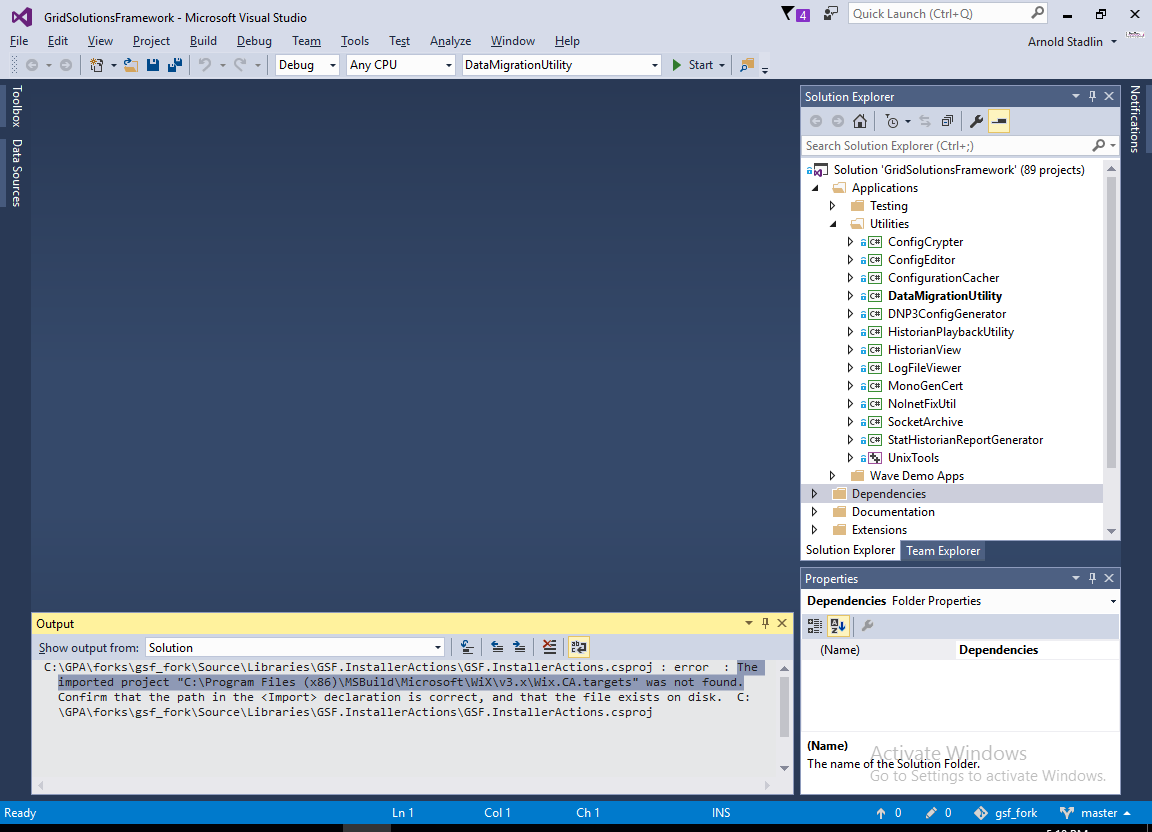 GridSolutionsFramework - Microsoft Visual Studio
4
Quick Launch (Ctrl+Q)
File Edit View Project Build Debug Team Tools Test Analyze Window Help
Arnold Stadlin
Debug Any CPU DataMigrationUtility Start
Toolbox
Data Sources
Notifications
Solution Explorer
Search Solution Explorer (Ctrl+;)
Solution 'GridSolutionsFramework' (89 projects)
Applications
Testing
Utilities
C# ConfigCrypter
C# ConfigEditor
C# ConfigurationCacher
C# DataMigrationUtility
C# DNP3ConfigGenerator
C# HistorianPlaybackUtility
C# HistorianView
C# LogFileViewer
C# MonoGenCert
C# NoInetFixUtil
C# SocketArchive
C# StatHistorianReportGenerator
UnixTools
Wave Demo Apps
Dependencies
Documentation
Extensions
Solution Explorer Team Explorer
Properties
Dependencies Folder Properties
(Name) Dependencies
(Name)
The name of the Solution Folder.
Activate Windows
Go to Settings to activate Windows.
Output
Show output from: Solution
C:\GPA\forks\gsf_fork\Source\Libraries\GSF.InstallerActions\GSF.InstallerActions.csproj : error  : The
imported project "C:\Program Files (x86)\MSBuild\Microsoft\WiX\v3.x\Wix.CA.targets" was not found.
Confirm that the path in the <Import> declaration is correct, and that the file exists on disk.  C:
\GPA\forks\gsf_fork\Source\Libraries\GSF.InstallerActions\GSF.InstallerActions.csproj
Ready Ln 1 Col 1 Ch 1 INS 0 0 gsf_fork master